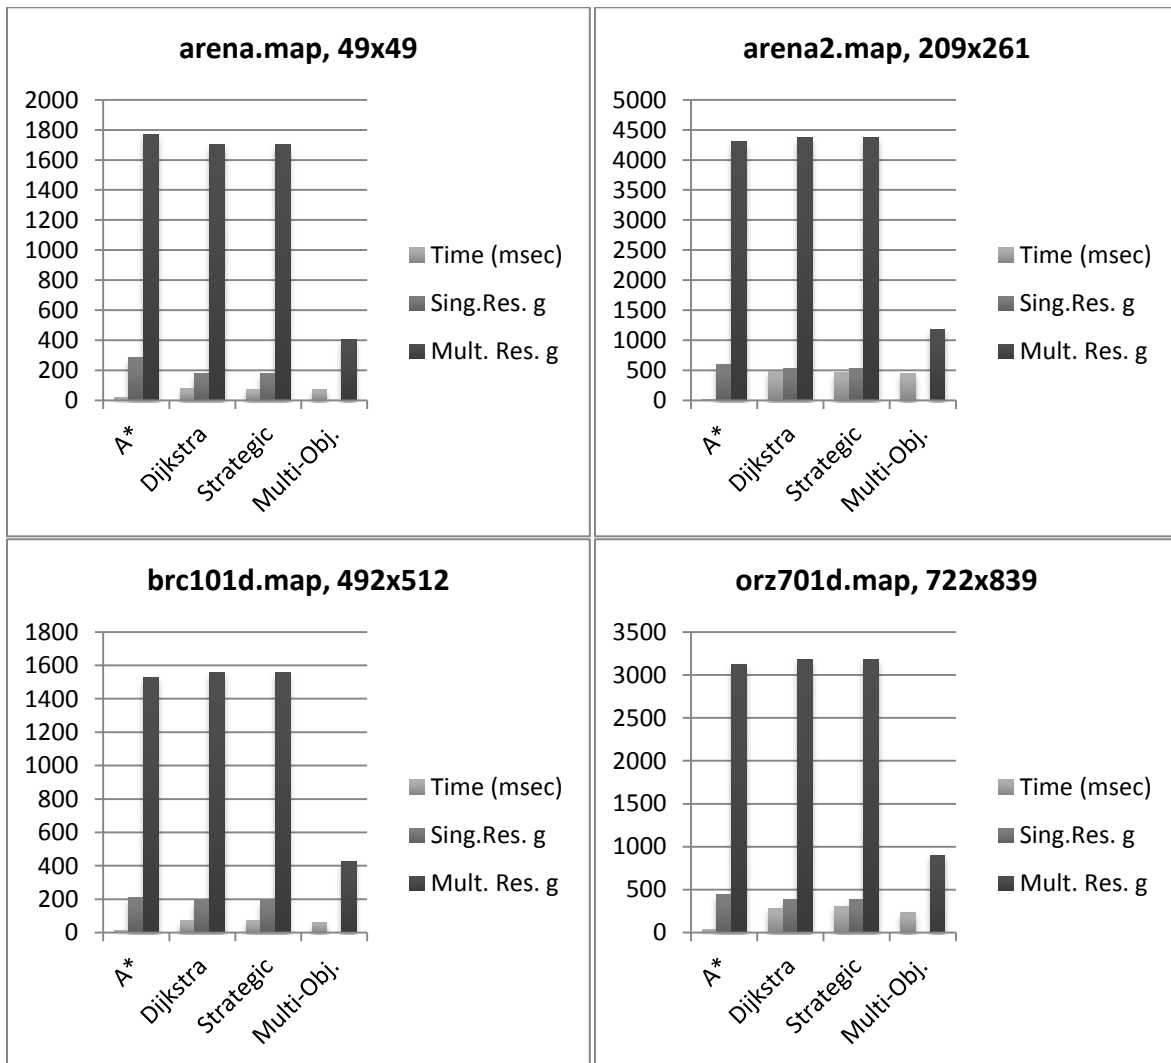 arena.map, 49x49
2000
1800
1600
1400
1200
1000
800
600
400
200
0
A*
Dijkstra
Strategic
Multi-Obj.
Time (msec)
Sing.Res. g
Mult. Res. g
arena2.map, 209x261
5000
4500
4000
3500
3000
2500
2000
1500
1000
500
0
A*
Dijkstra
Strategic
Multi-Obj.
Time (msec)
Sing.Res. g
Mult. Res. g
brc101d.map, 492x512
1800
1600
1400
1200
1000
800
600
400
200
0
A*
Dijkstra
Strategic
Multi-Obj.
Time (msec)
Sing.Res. g
Mult. Res. g
orz701d.map, 722x839
3500
3000
2500
2000
1500
1000
500
0
A*
Dijkstra
Strategic
Multi-Obj.
Time (msec)
Sing.Res. g
Mult. Res. g